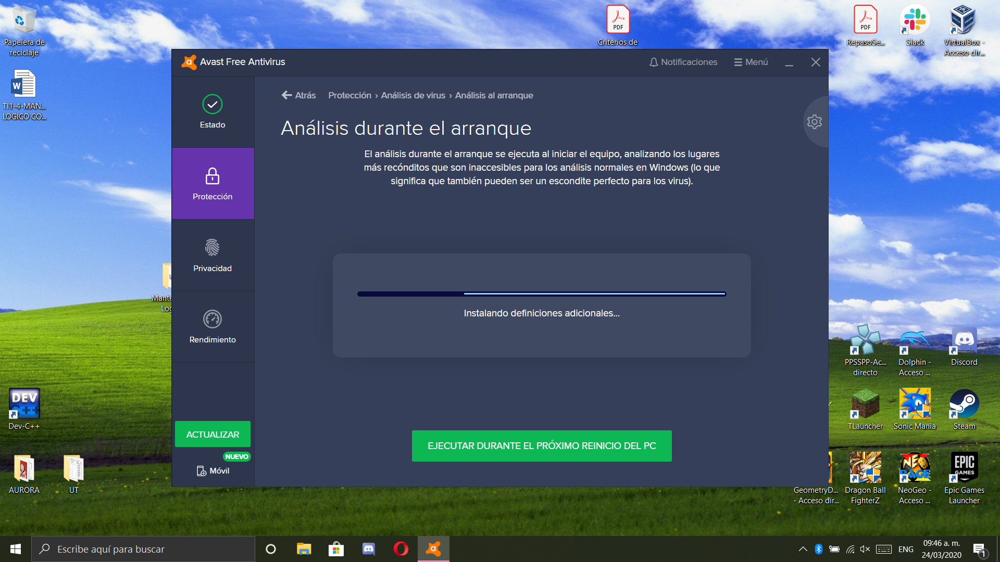 Papelera de
reciclaje
TI1-4-MAN...
LOGICO CO...
Criterios de
RepasoSe...
Slack
VirtualBox -
Acceso dir...
Avast Free Antivirus
Notificaciones
Menú
Estado
Protección
Privacidad
Rendimiento
ACTUALIZAR
NUEVO
Móvil
Atrás
Protección › Análisis de virus › Análisis al arranque
Análisis durante el arranque
El análisis durante el arranque se ejecuta al iniciar el equipo, analizando los lugares
más recónditos que son inaccesibles para los análisis normales en Windows (lo que
significa que también pueden ser un escondite perfecto para los virus).
Instalando definiciones adicionales...
EJECUTAR DURANTE EL PRÓXIMO REINICIO DEL PC
Dev-C++
AURORA
UT
PPSSPP-Ac...
directo
Dolphin -
Acceso ...
Discord
TLauncher
Sonic Mania
Steam
GeometryD...
- Acceso dir...
Dragon Ball
FighterZ
NeoGeo -
Acceso ...
EPIC
GAMES
Epic Games
Launcher
PDF
PDF
W
DEV
C++
Escribe aquí para buscar
ENG
09:46 a. m.
24/03/2020
1